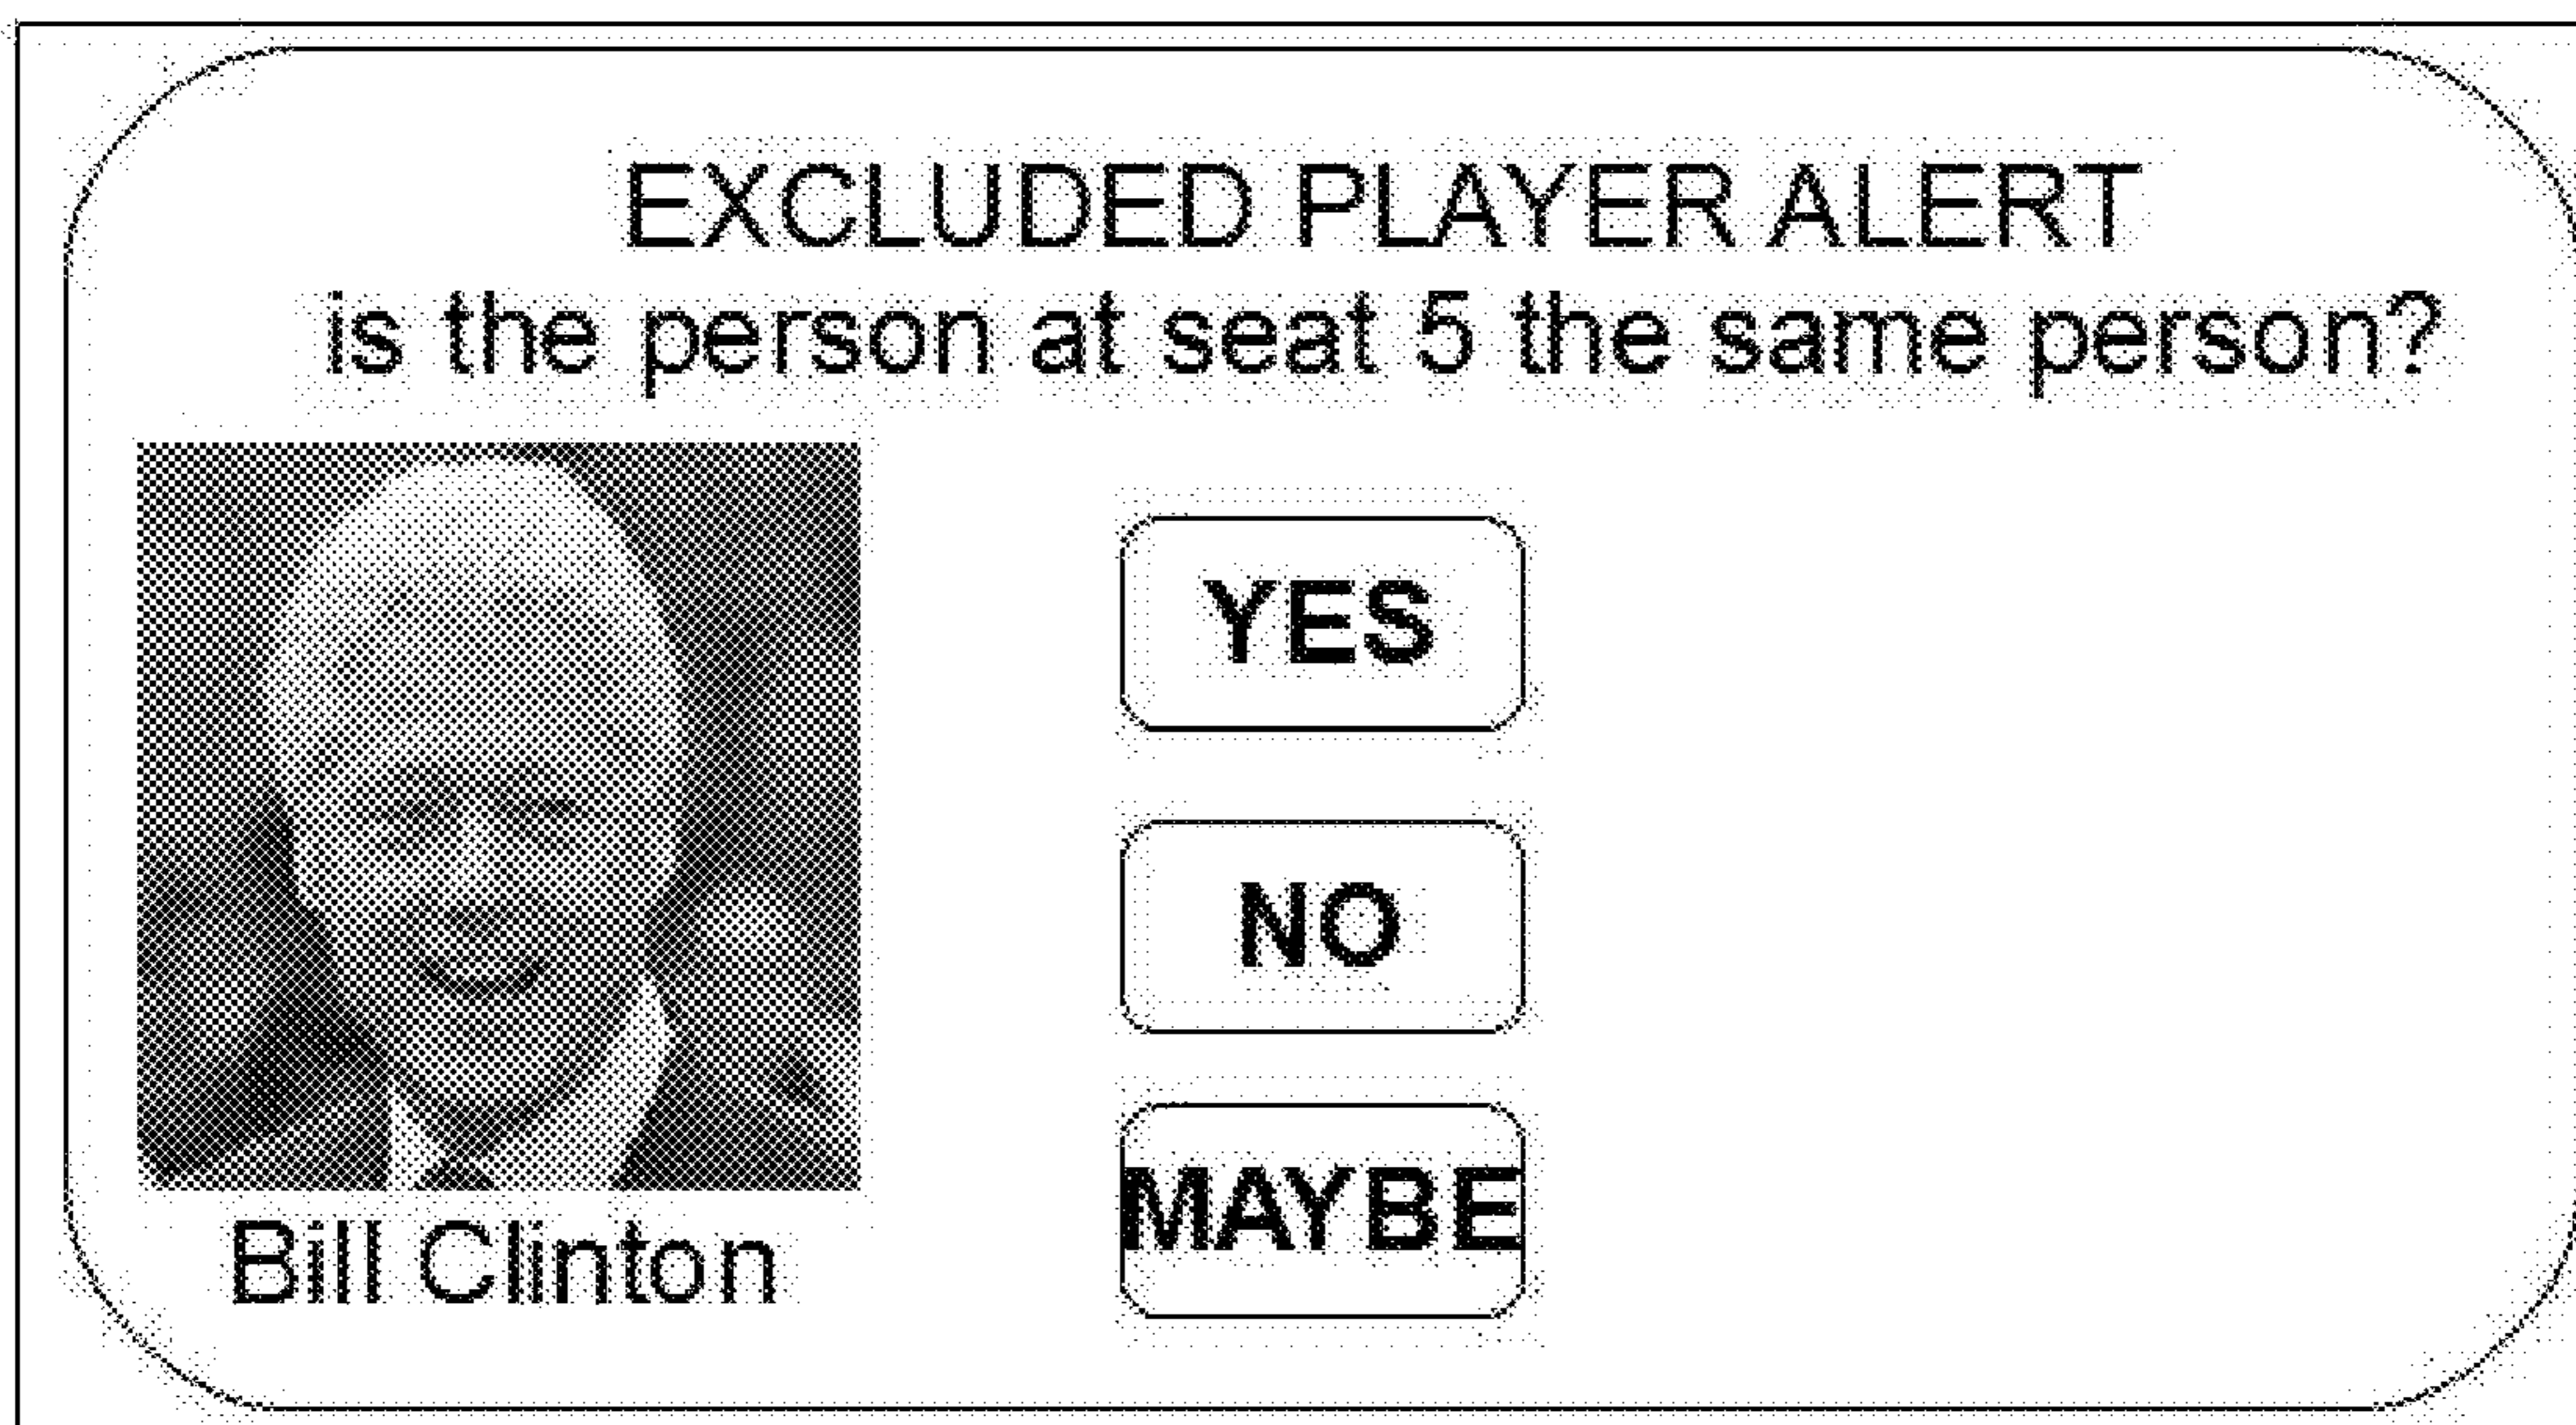 EXCLUDED PLAYER ALERT
is the person at seat 5 the same person?
YES
NO
MAYBE
Bill Clinton